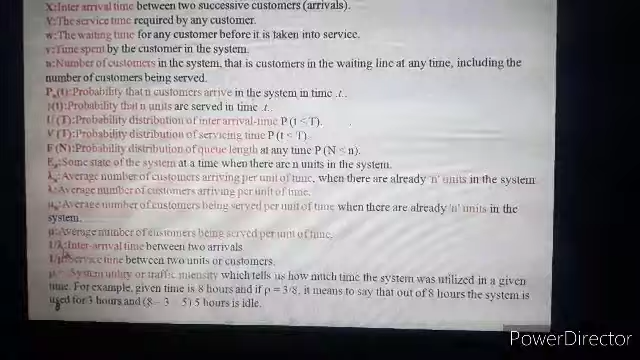 X:Inter arrival time between two successive customers (arrivals).
Y:The service time required by any customer.
w:The waiting time for any customer before it is taken into service.
v:Time spent by the customer in the system.
n:Number of customers in the system, that is customers in the waiting line at any time, including the
number of customers being served.
Pn(t):Probability that n customers arrive in the system in time t.
(t):Probability that n units are served in time t.
U (T):Probability distribution of inter arrival-time P (t < T).
V (T):Probability distribution of servicing time P (t < T)
F (N):Probability distribution of queue length at any time P (N < n).
En:Some state of the system at a time when there are n units in the system.
λn:Average number of customers arriving per unit of time, when there are already 'n' units in the system
λ:Average number of customers arriving per unit of time.
μn:Average number of customers being served per unit of time when there are already 'n' units in the
system.
μ:Average number of customers being served per unit of time.
1/λ:Inter-arrival time between two arrivals
1/μ:Service time between two units or customers.
System utility or traffic intensity which tells us how much time the system was utilized in a given
time. For example, given time is 8 hours and if ρ = 3/8, it means to say that out of 8 hours the system is
used for 3 hours and (8 – 3 5) 5 hours is idle.
PowerDirector